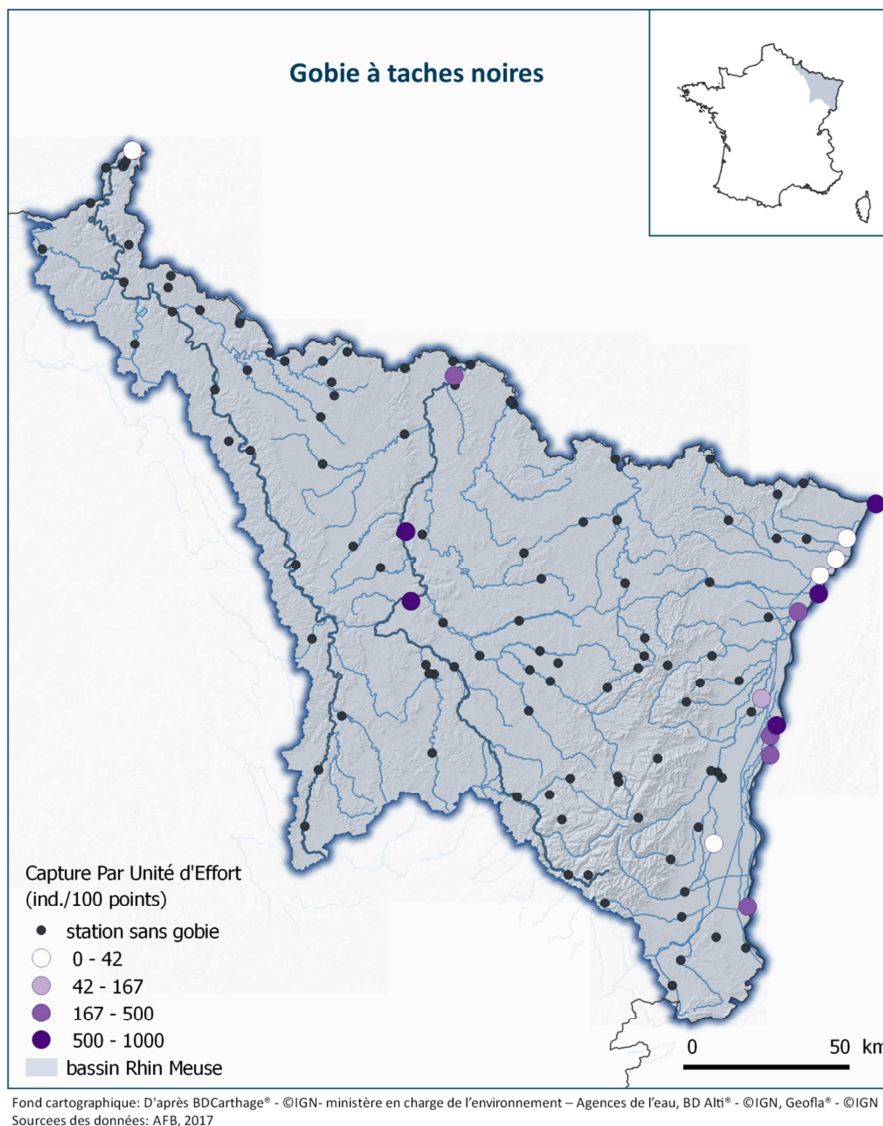 Gobie à taches noires
Capture Par Unité d'Effort
(ind./100 points)
station sans gobie
0 - 42
42 - 167
167 - 500
500 - 1000
bassin Rhin Meuse
0 50 km
Fond cartographique: D'après BDCarthage® - ©IGN- ministère en charge de l'environnement – Agences de l'eau, BD Alti® - ©IGN, Geofla® - ©IGN
Sourcees des données: AFB, 2017